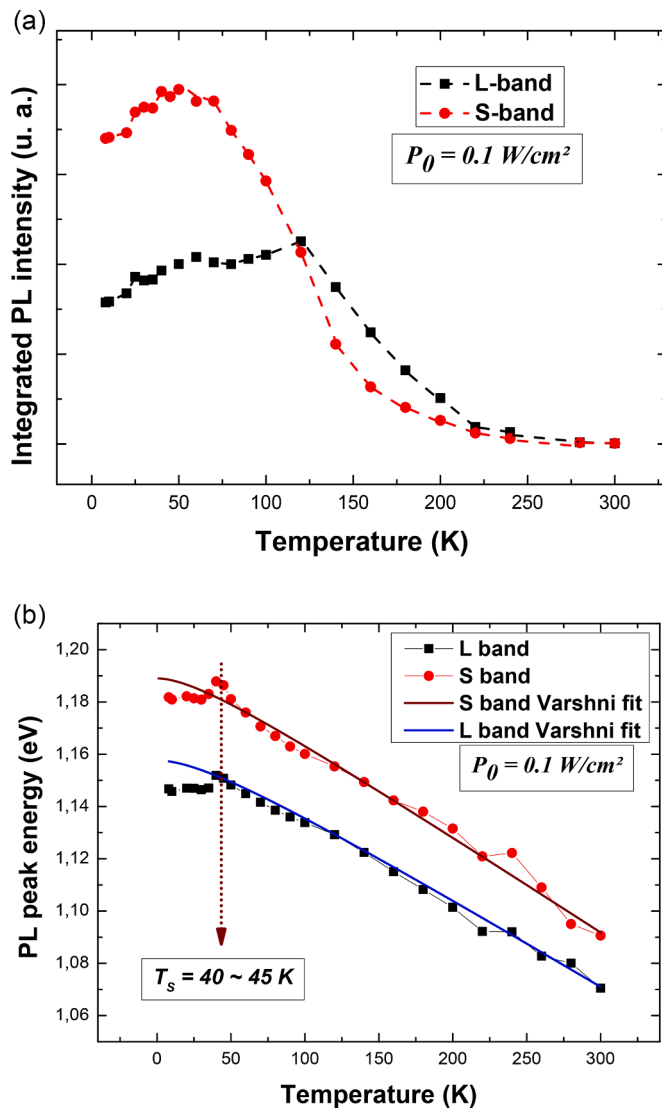 (a)
L-band
S-band
P₀ = 0.1 W/cm²
Integrated PL intensity (u. a.)
0 50 100 150 200 250 300
Temperature (K)
(b)
L band
S band
S band Varshni fit
L band Varshni fit
P₀ = 0.1 W/cm²
1,20
1,18
1,16
1,14
1,12
1,10
1,08
1,06
PL peak energy (eV)
Tₛ = 40 ~ 45 K
0 50 100 150 200 250 300
Temperature (K)